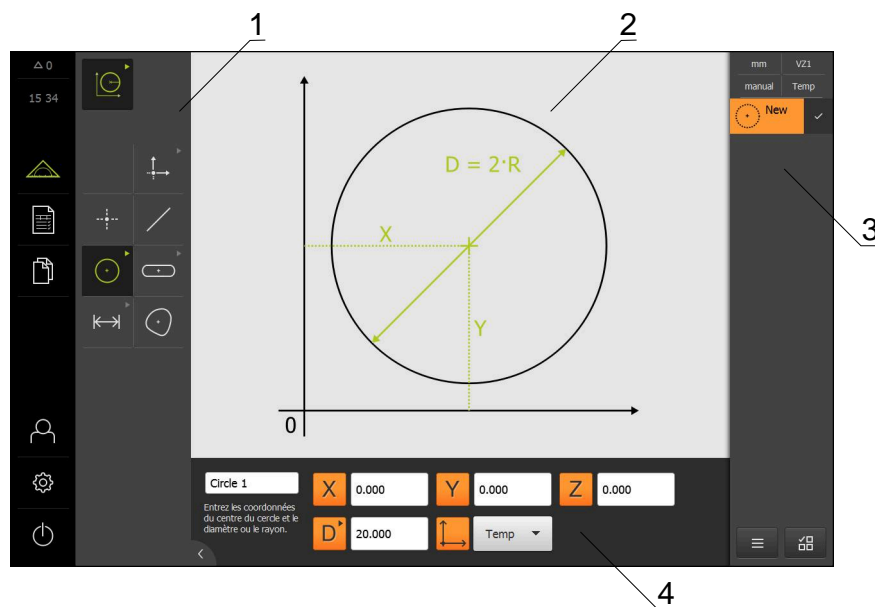 1
2
△ 0
15 34
mm
VZ1
manual
Temp
New
D = 2·R
X
3
Y
0
Circle 1
X
0.000
Y
0.000
Z
0.000
Entrez les coordonnées
du centre du cercle et le
diamètre ou le rayon.
D
20.000
Temp
4